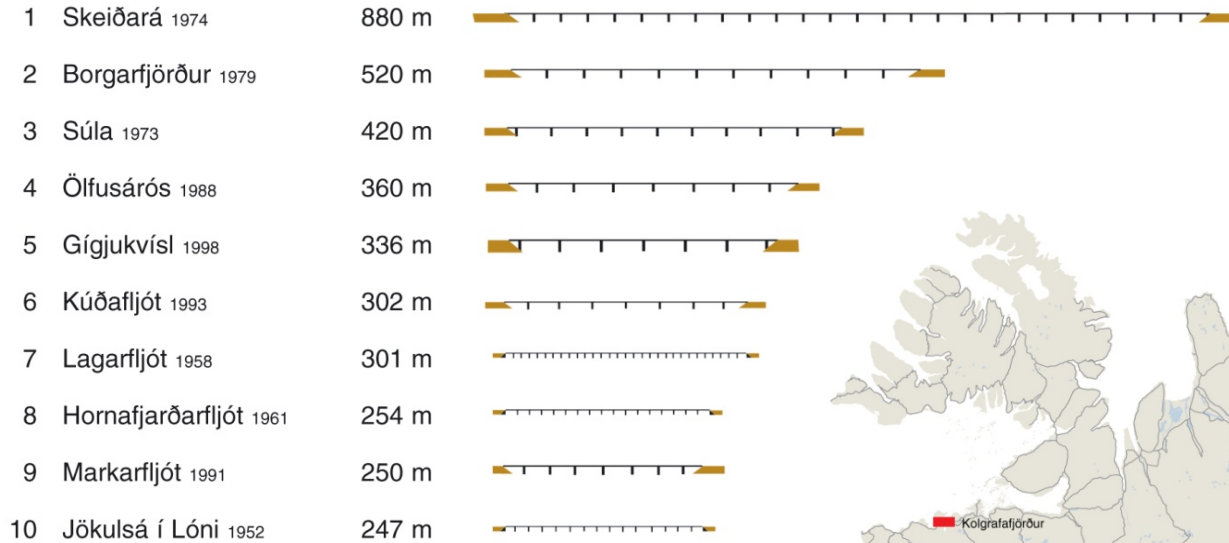 1 Skeiðará 1974 880 m
2 Borgarfjörður 1979 520 m
3 Súla 1973 420 m
4 Ölfusárós 1988 360 m
5 Gígjukvísl 1998 336 m
6 Kúðafljót 1993 302 m
7 Lagarfljót 1958 301 m
8 Hornafjarðarfljót 1961 254 m
9 Markarfljót 1991 250 m
10 Jökulsá í Lóni 1952 247 m
Kolgrafafjörður